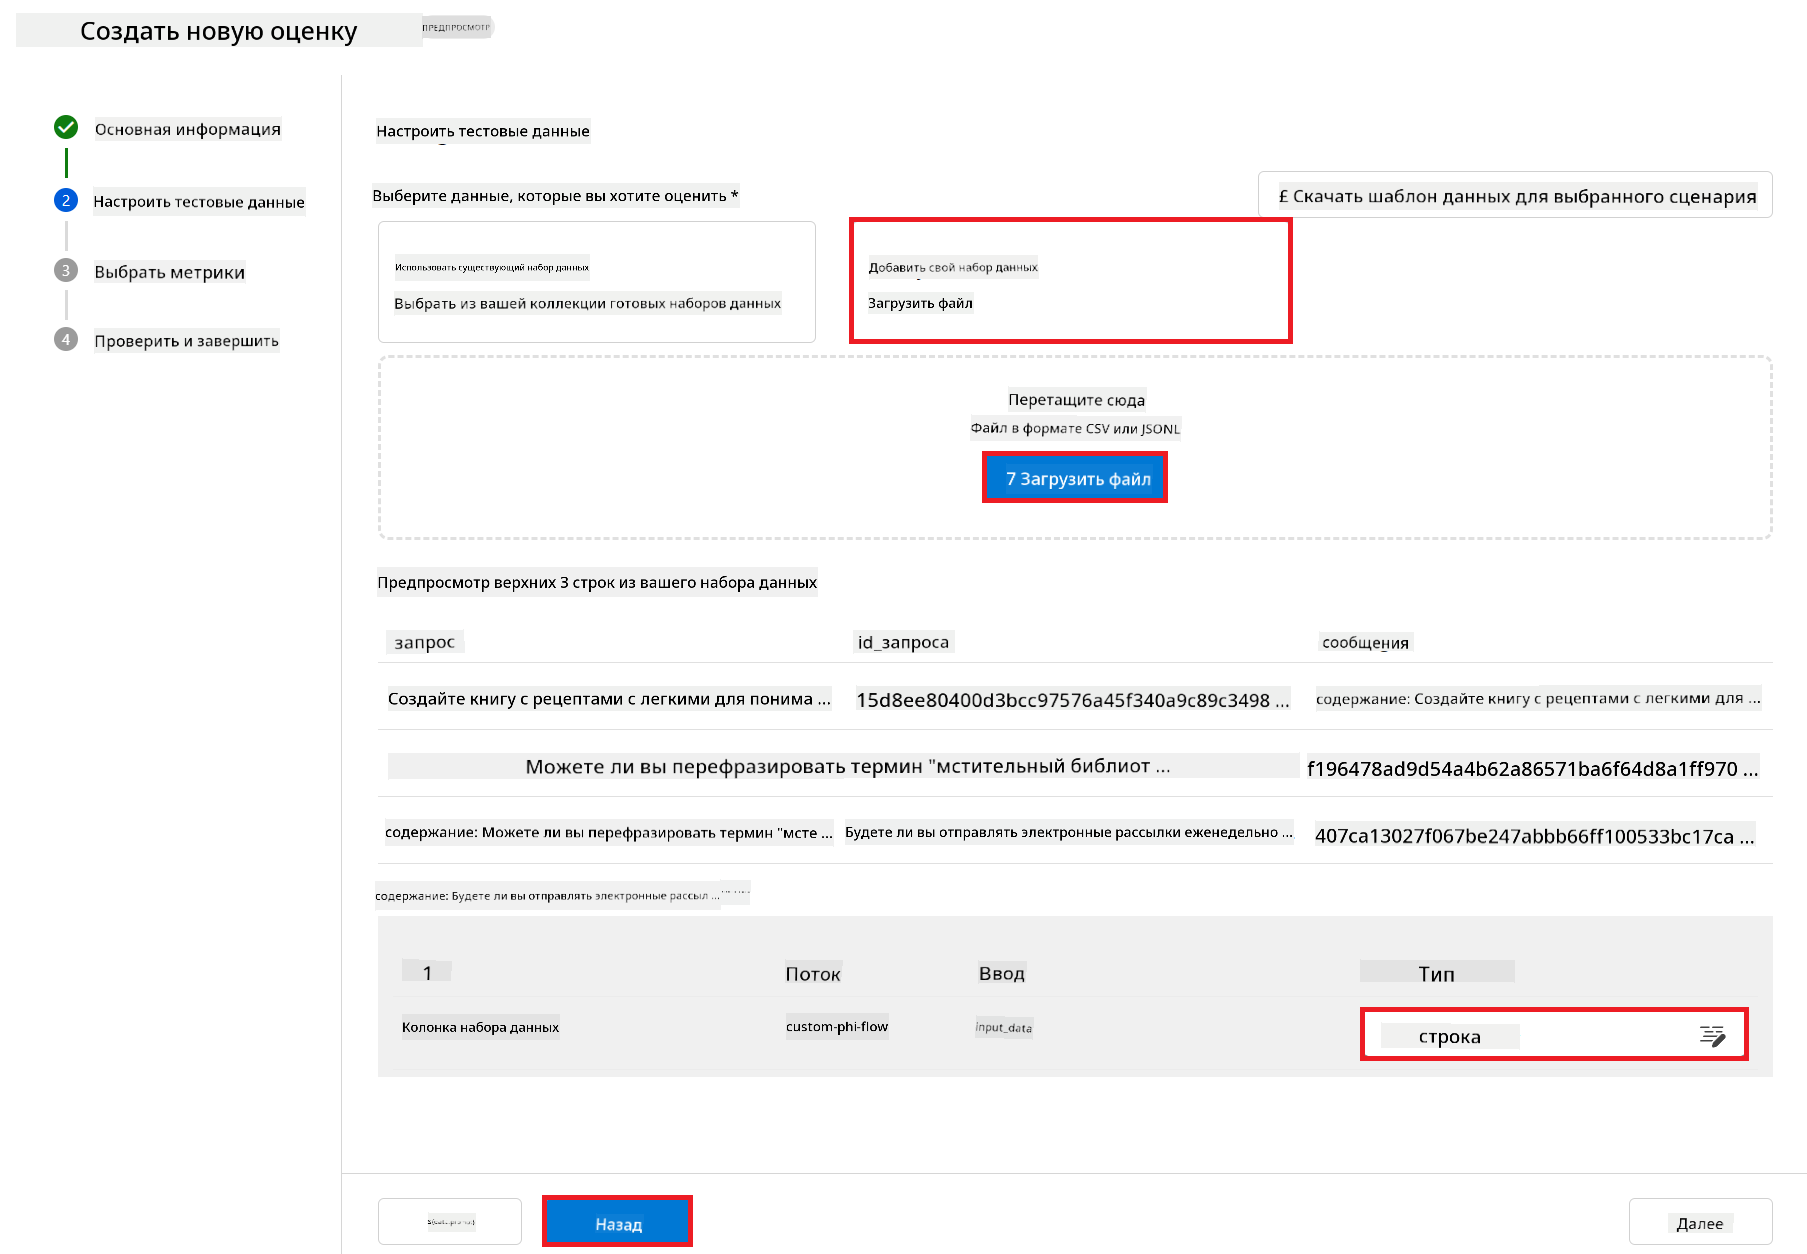 Создать новую оценку
ПРЕДПРОСМОТР
Основная информация
2 Настроить тестовые данные
3 Выбрать метрики
4 Проверить и завершить
Настроить тестовые данные
Выберите данные, которые вы хотите оценить *
£ Скачать шаблон данных для выбранного сценария
Использовать существующий набор данных
Выбрать из вашей коллекции готовых наборов данных
Добавить свой набор данных
Загрузить файл
Перетащите сюда
Файл в формате CSV или JSONL
7 Загрузить файл
Предпросмотр верхних 3 строк из вашего набора данных
запрос id_запроса сообщения
Создайте книгу с рецептами с легкими для понима ... 15d8ee80400d3bcc97576a45f340a9c89c3498 ... содержание: Создайте книгу с рецептами с легкими для ...
Можете ли вы перефразировать термин "мстительный библиот ... f196478ad9d54a4b62a86571ba6f64d8a1ff970 ...
содержание: Можете ли вы перефразировать термин "мсте ... Будете ли вы отправлять электронные рассылки еженедельно ... 407ca13027f067be247abbb66ff100533bc17ca ...
содержание: Будете ли вы отправлять электронные рассыл ...
1 Поток Ввод Тип
Колонка набора данных custom-phi-flow input_data строка
Назад
Далее